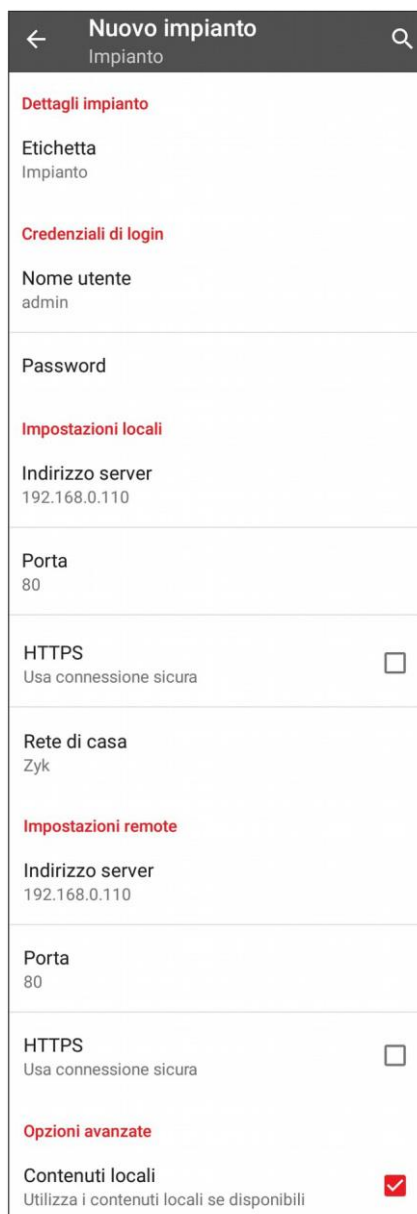 Nuovo impianto
Impianto
Dettagli impianto
Etichetta
Impianto
Credenziali di login
Nome utente
admin
Password
Impostazioni locali
Indirizzo server
192.168.0.110
Porta
80
HTTPS
Usa connessione sicura
Rete di casa
Zyk
Impostazioni remote
Indirizzo server
192.168.0.110
Porta
80
HTTPS
Usa connessione sicura
Opzioni avanzate
Contenuti locali
Utilizza i contenuti locali se disponibili